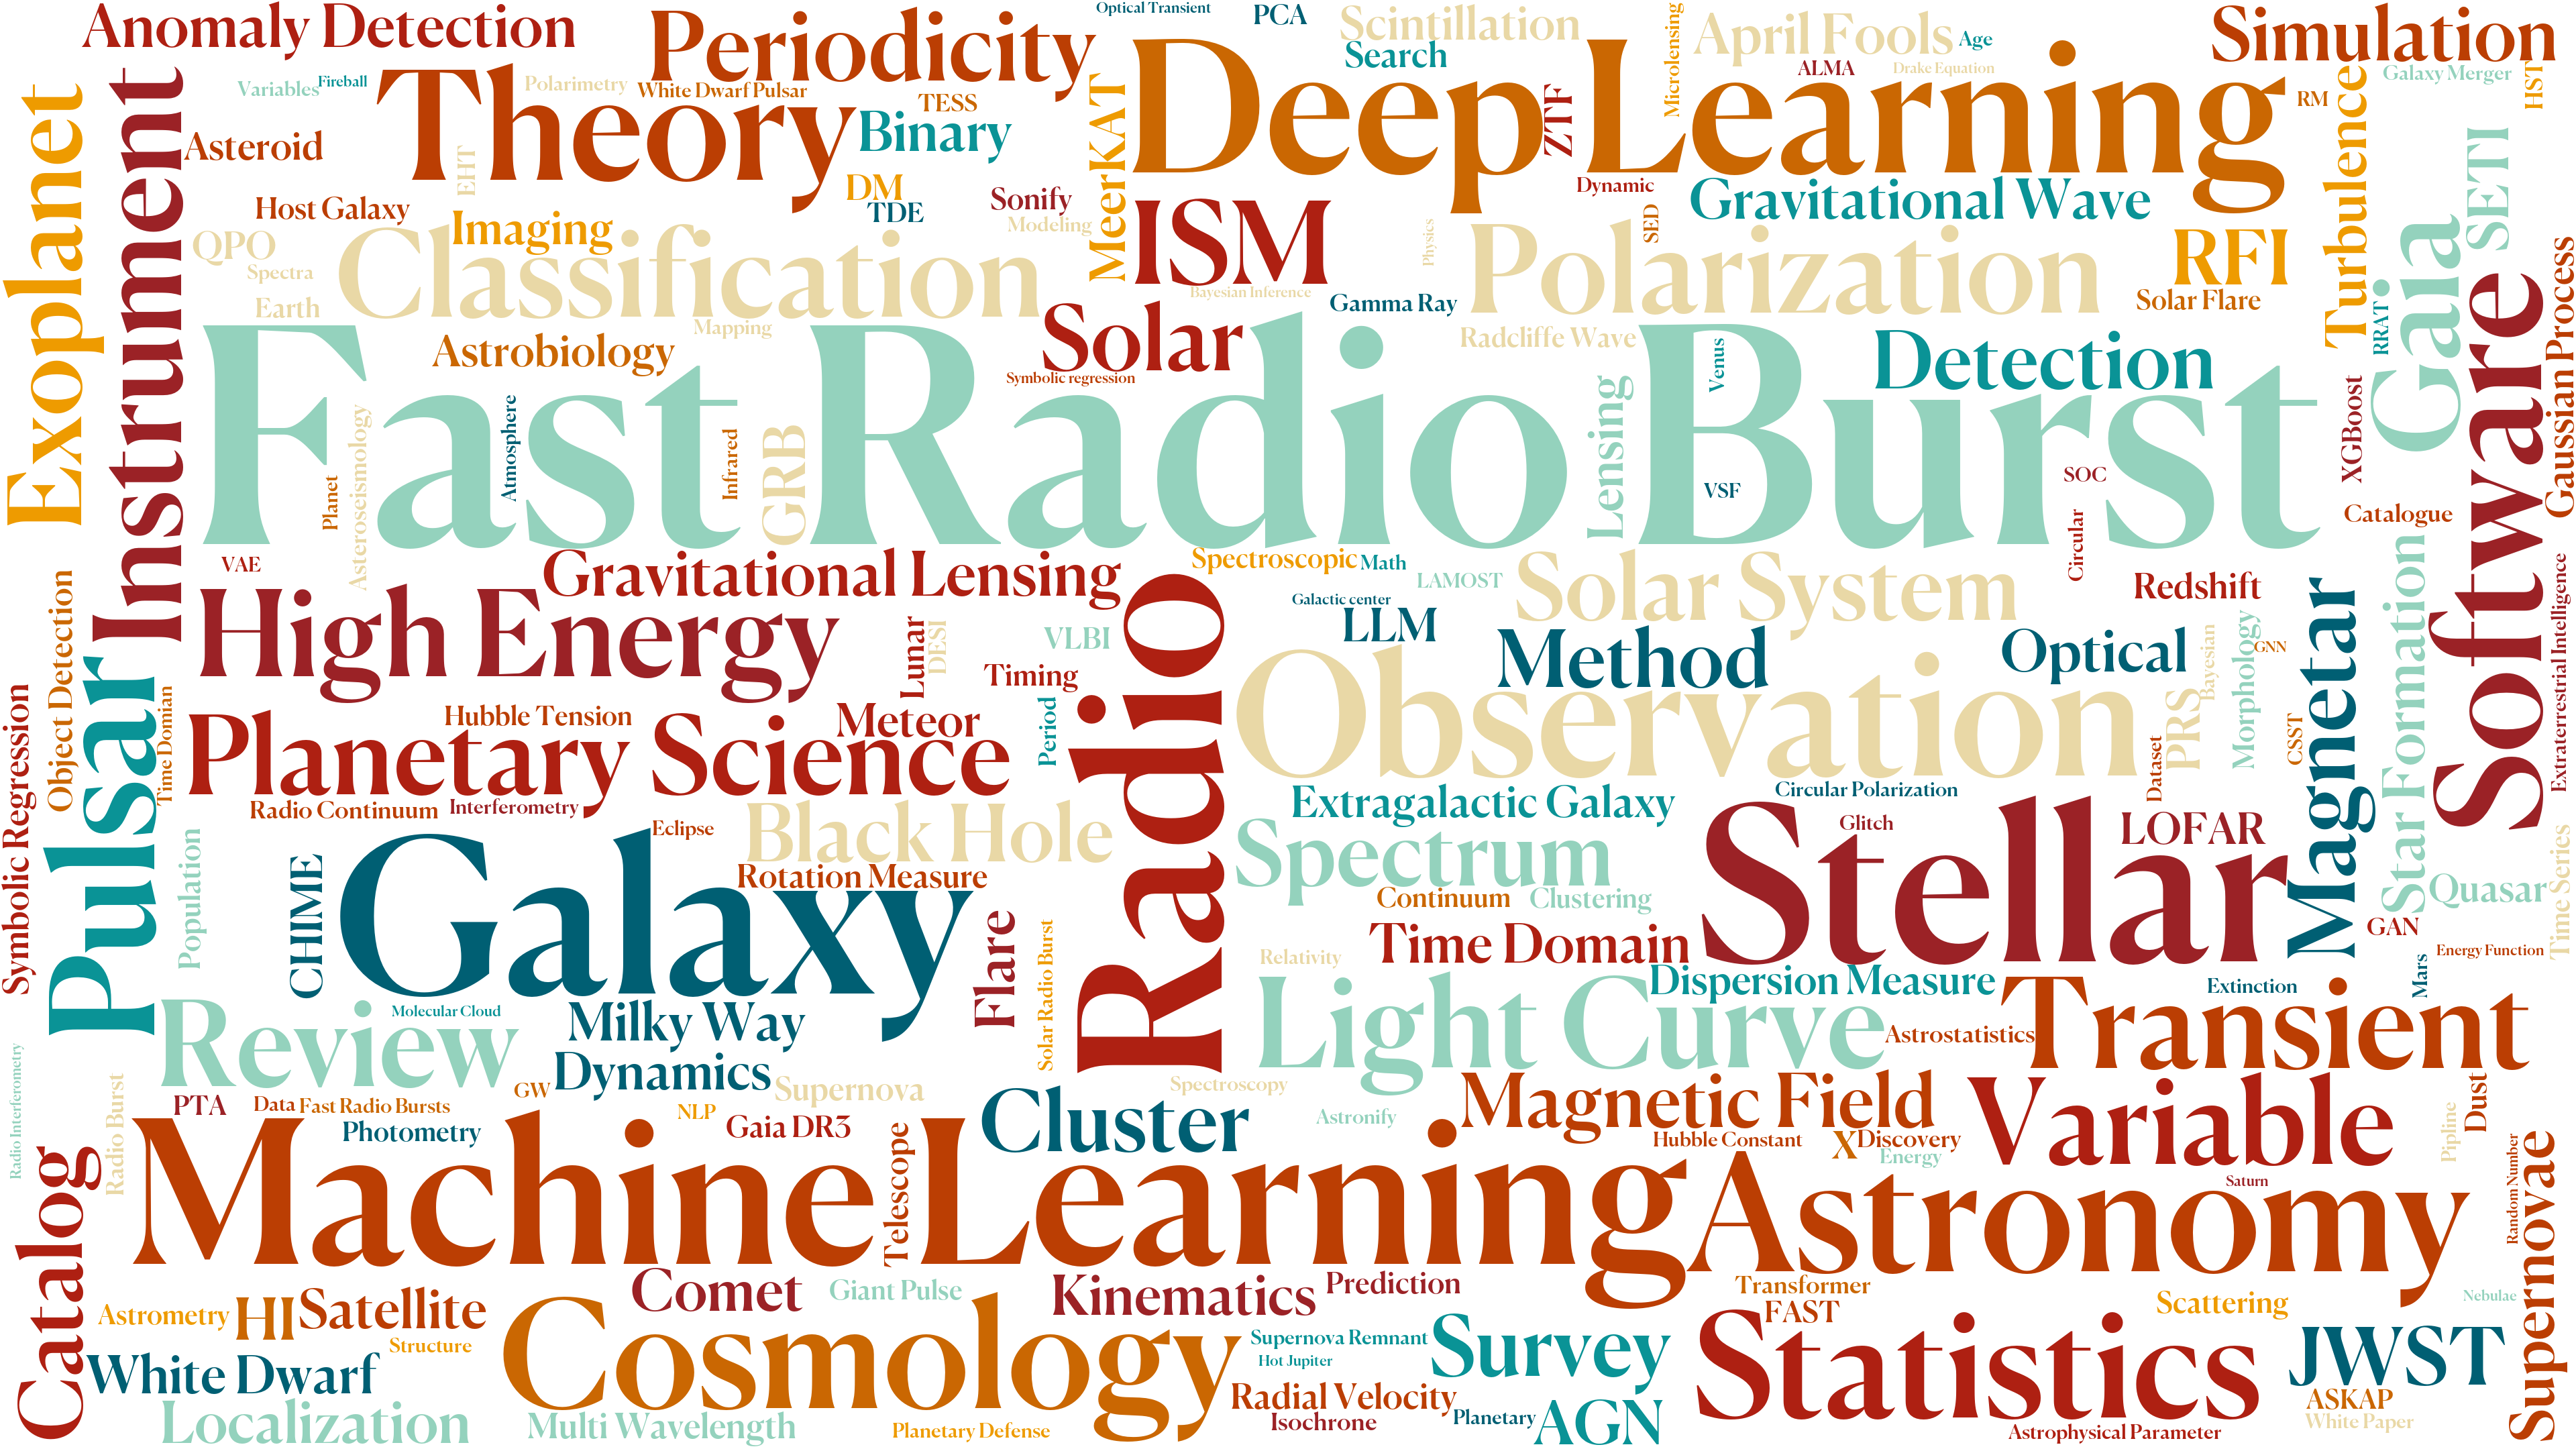 Anomaly Detection
Periodicity
Optical Transient
PCA
Scintillation
Search
Microlensing
April Fools
Age
Simulation
Variables
Fireball
Theory
Polarimetry
White Dwarf Pulsar
TESS
Deep Learning
ZTF
ALMA
Drake Equation
RM
Galaxy Merger
HST
Exoplanet
Instrument
Asteroid
EHT
Binary
MeerKAT
Turbulence
SETI
Host Galaxy
Imaging
DM
TDE
Sonify
Modeling
ISM
Dynamic
SED
Gravitational Wave
QPO
Spectra
Earth
Classification
Mapping
Bayesian Inference
Physics
Polarization
RFI
Solar Flare
RRAT
Gaia
Software
Gaussian Process
Astrobiology
Solar
Symbolic regression
Gamma Ray
Radcliffe Wave
Venus
Detection
Fast Radio Burst
Planet
Asteroseismology
Atmosphere
Infrared
GRB
Lensing
VSF
SOC
Circular
XGBoost
Catalogue
VAE
Gravitational Lensing
Spectroscopic
Math
LAMOST
Solar System
Redshift
Galactic center
LLM
High Energy
Lunar
DESI
VLBI
Timing
Radio
Method
Optical
Bayesian
Morphology
GNN
Magnetar
Star Formation
Extraterrestrial Intelligence
Object Detection
Symbolic Regression
Pulsar
Time Domian
Hubble Tension
Planetary Science
Meteor
Period
Observation
PRS
Dataset
CSST
Radio Continuum
Interferometry
Circular Polarization
Extragalactic Galaxy
Population
CHIME
Galaxy
Eclipse
Black Hole
Rotation Measure
Spectrum
Continuum
Clustering
Glitch
Stellar
LOFAR
Quasar
Time Series
GAN
Energy Function
Flare
Solar Radio Burst
Relativity
Time Domain
Dispersion Measure
Mars
Extinction
Review
Molecular Cloud
Milky Way
Dynamics
Light Curve
Astrostatistics
Transient
Radio Interferometry
Radio Burst
PTA
Data
Fast Radio Bursts
GW
Supernova
NLP
Gaia DR3
Photometry
Cluster
Spectroscopy
Astronify
Magnetic Field
Hubble Constant
X
Discovery
Energy
Variable
Pipline
Dust
Saturn
Random Number
Supernovae
Catalog
Machine Learning
Telescope
Astronomy
Astrometry
HI
Satellite
Structure
Comet
Giant Pulse
Kinematics
Prediction
Transformer
FAST
Scattering
Nebulae
White Dwarf
Cosmology
Supernova Remnant
Hot Jupiter
Survey
Statistics
JWST
Localization
Multi Wavelength
Planetary Defense
Radial Velocity
Isochrone
Planetary
AGN
Astrophysical Parameter
ASKAP
White Paper